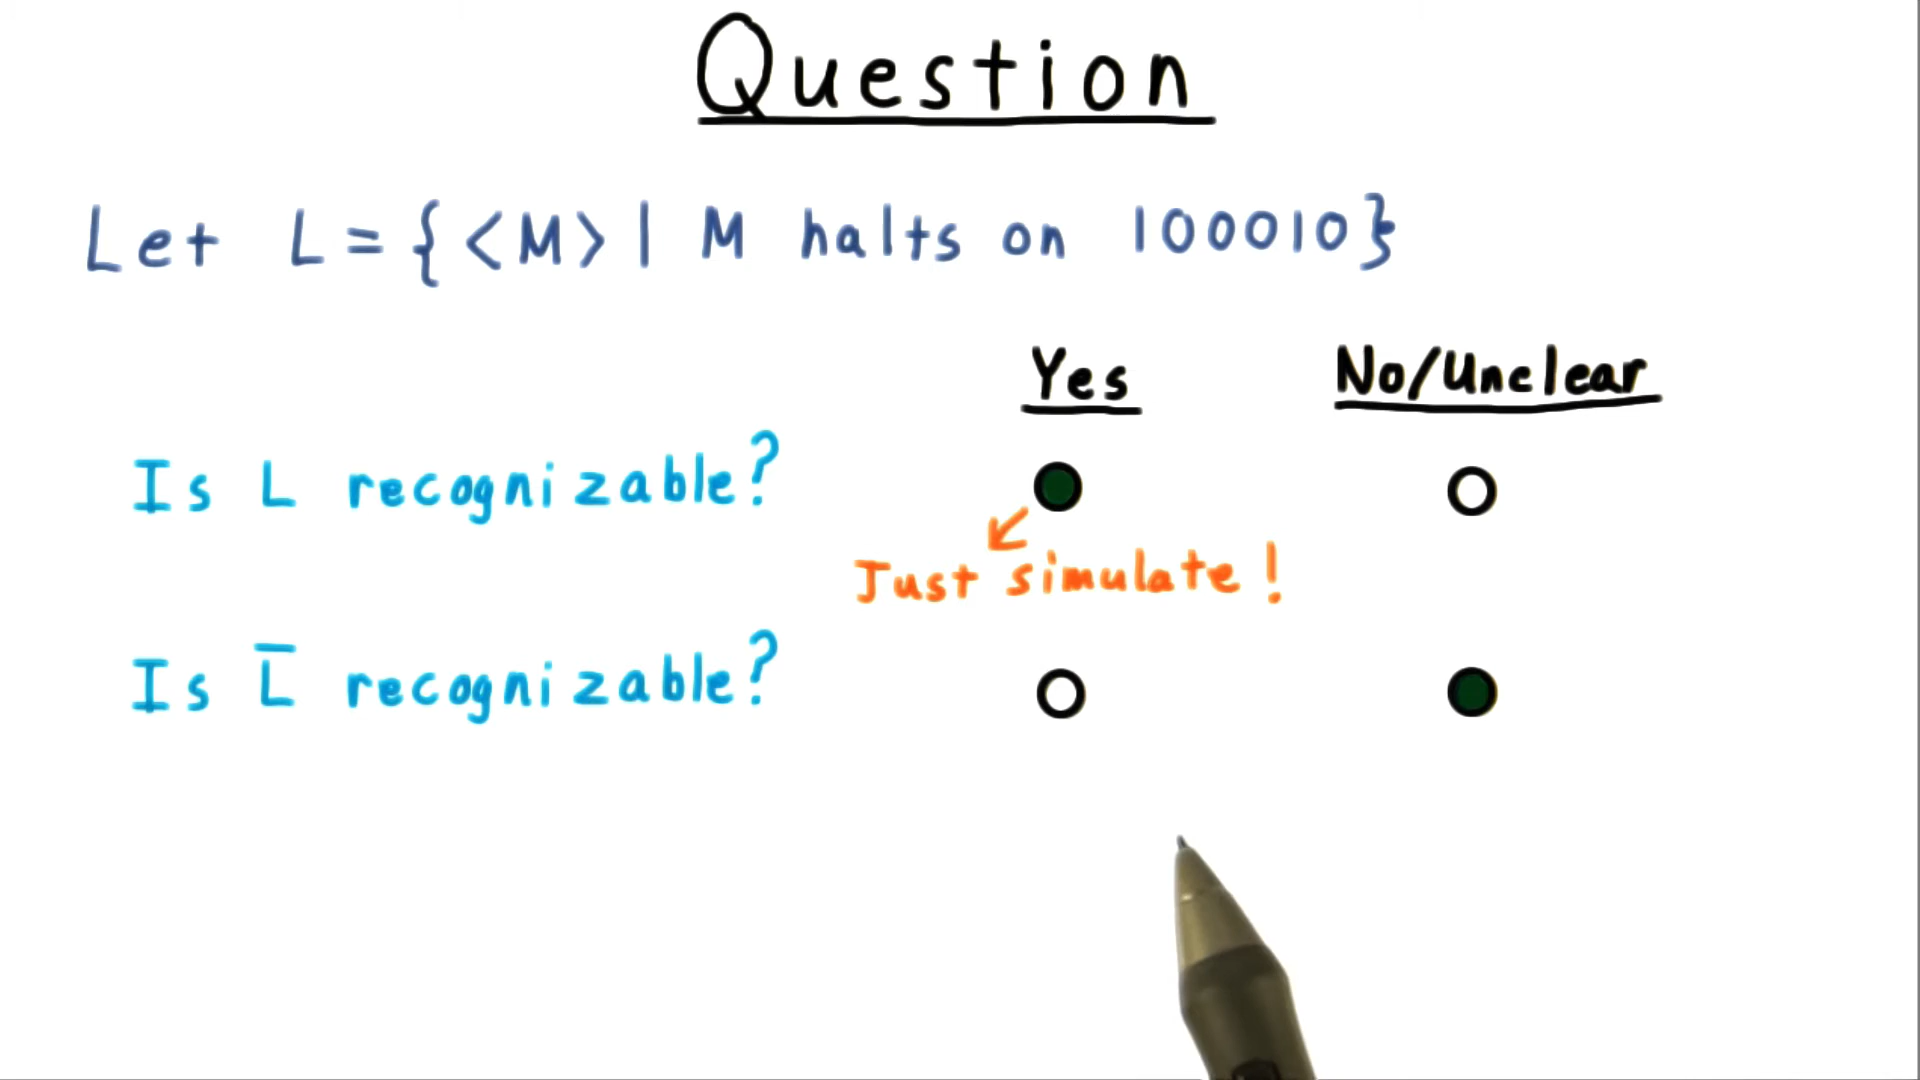 Question
Let L = {<M> | M halts on 100010}
Yes No/Unclear
Is L recognizable?
Just simulate!
Is L̅ recognizable?